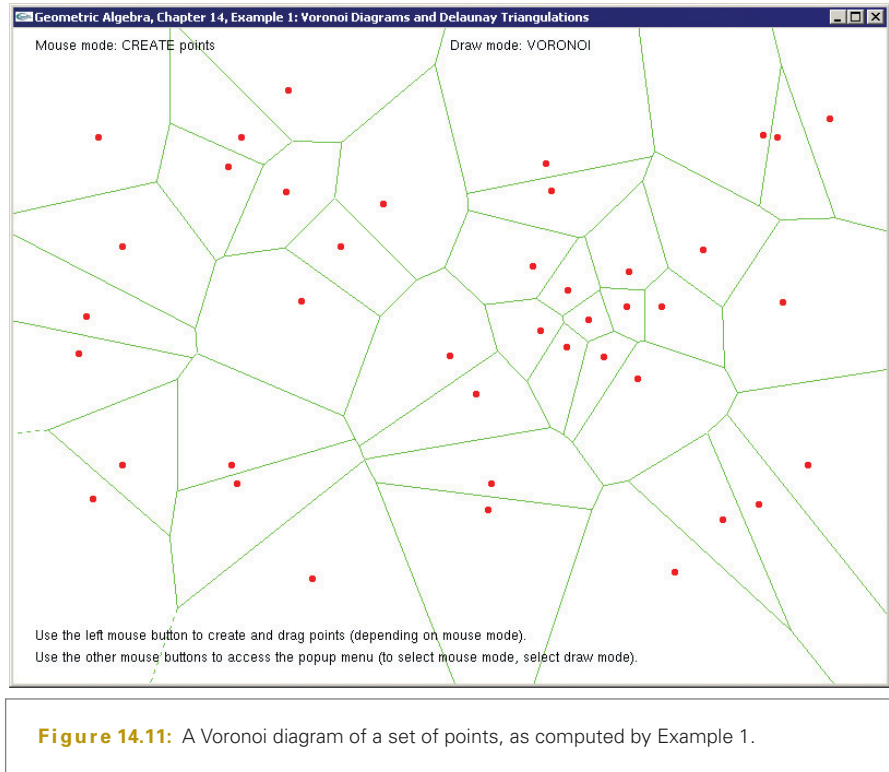 Geometric Algebra, Chapter 14, Example 1: Voronoi Diagrams and Delaunay Triangulations
Mouse mode: CREATE points
Draw mode: VORONOI
Use the left mouse button to create and drag points (depending on mouse mode).
Use the other mouse buttons to access the popup menu (to select mouse mode, select draw mode).
Figure 14.11: A Voronoi diagram of a set of points, as computed by Example 1.